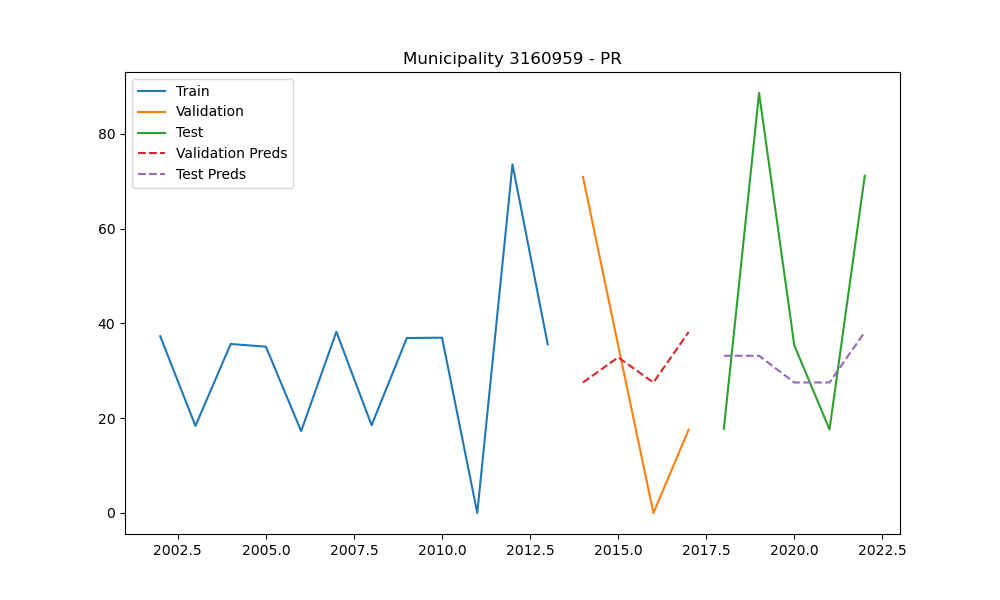 Municipality 3160959 - PR
Train
Validation
Test
Validation Preds
Test Preds
80
60
40
20
0
2002.5 2005.0 2007.5 2010.0 2012.5 2015.0 2017.5 2020.0 2022.5